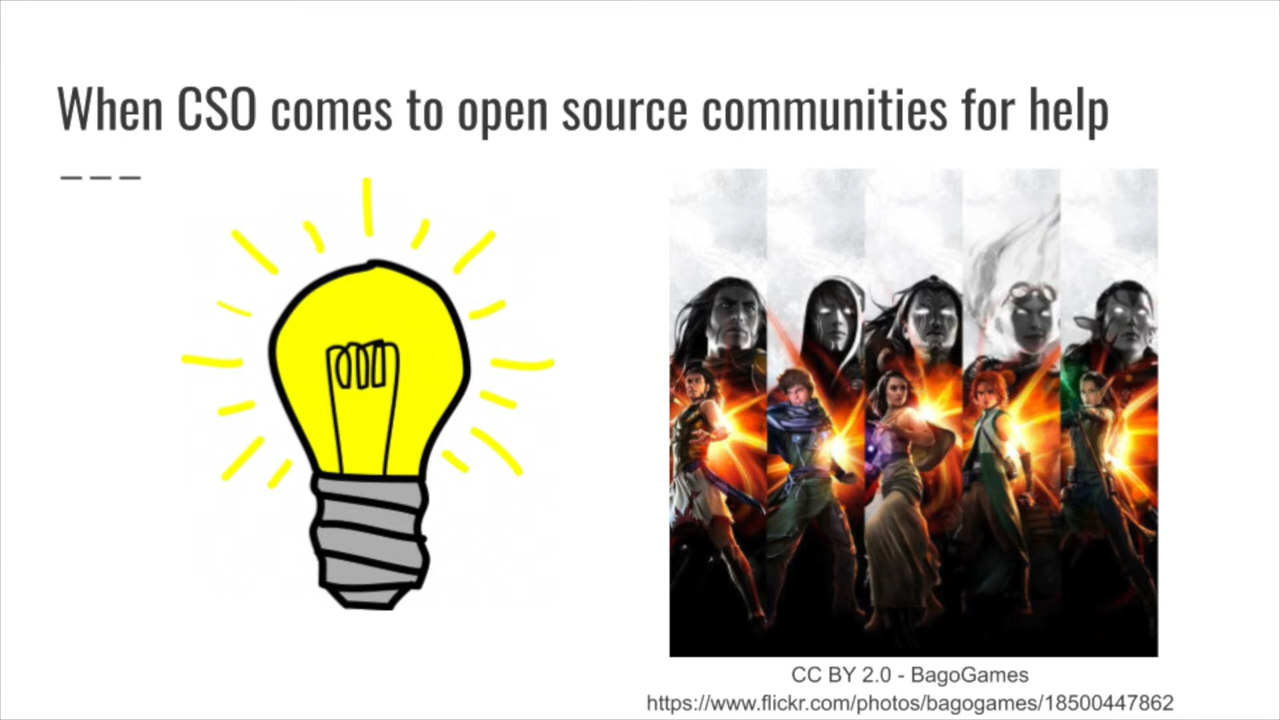 When CSO comes to open source communities for help
CC BY 2.0 - BagoGames
https://www.flickr.com/photos/bagogames/18500447862